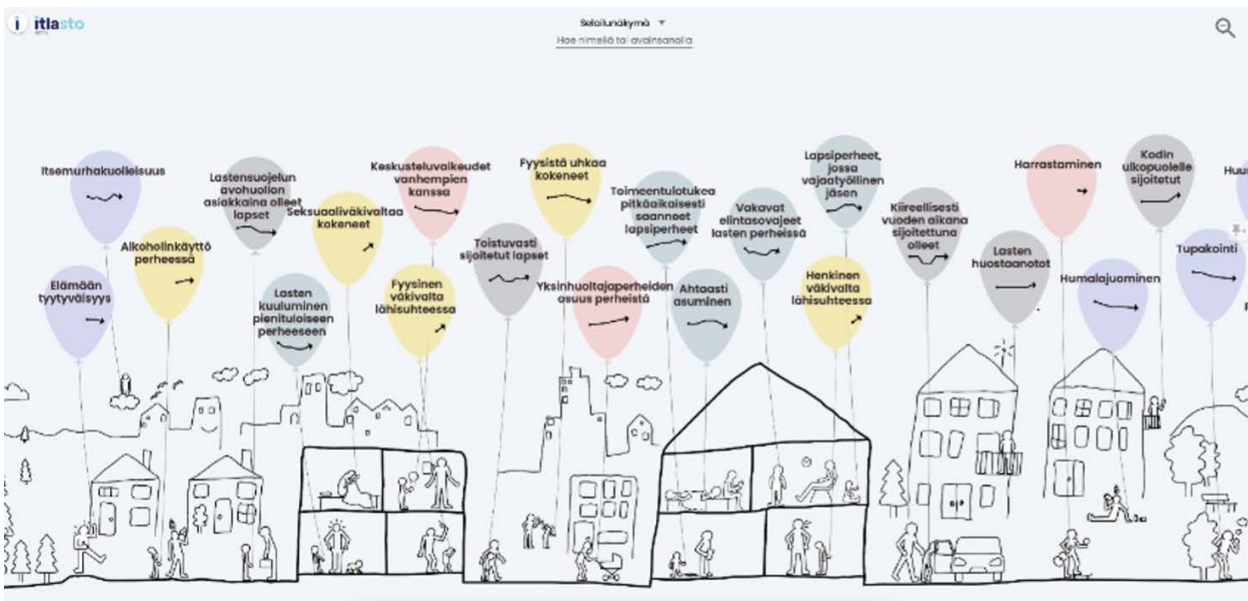 itlasto
BETA
Selailunäkymä
Hae nimellä tai avainsanalla
Itsemurhakuolleisuus
Elämään
tyytyväisyys
Alkoholinkäyttö
perheessä
Lastensuojelun
avohuollon
asiakkaina olleet
lapset
Lasten
kuuluminen
pienituloiseen
perheeseen
Seksuaaliväkivaltaa
kokeneet
Keskusteluvaikeudet
vanhempien
kanssa
Fyysinen
väkivalta
lähisuhteessa
Toistuvasti
sijoitetut lapset
Fyysistä uhkaa
kokeneet
Yksinhuoltajaperheiden
osuus perheistä
Toimeentulotukea
pitkäaikaisesti
saanneet
lapsiperheet
Ahtaasti
asuminen
Vakavat
elintasovajeet
lasten perheissä
Lapsiperheet,
jossa
vajaatyöllinen
jäsen
Henkinen
väkivalta
lähisuhteessa
Kiireellisesti
vuoden aikana
sijoitettuna
olleet
Lasten
huostaanotot
Harrastaminen
Humalajuominen
Kodin
ulkopuolelle
sijoitetut
Tupakointi